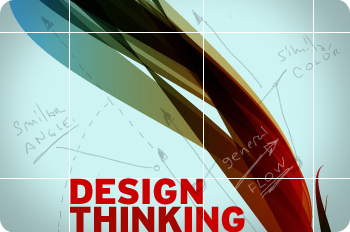 Similar
COLOR
Similar
ANGLE
general
FLOW
DESIGN
THINKING